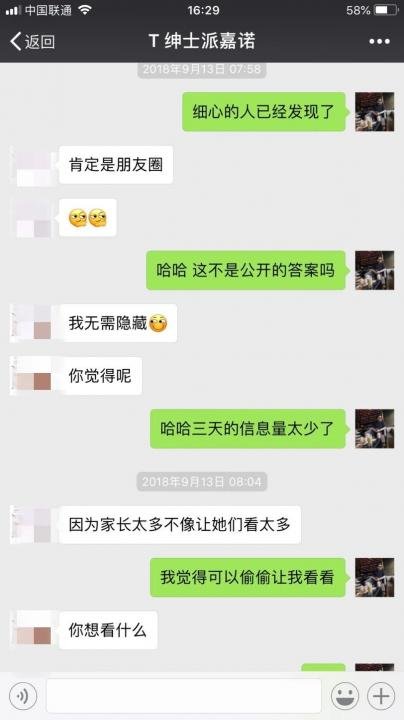 中国联通
16:29
58%
返回
T 绅士派嘉诺
2018年9月13日 07:58
细心的人已经发现了
肯定是朋友圈
哈哈 这不是公开的答案吗
我无需隐藏
你觉得呢
哈哈三天的信息量太少了
2018年9月13日 08:04
因为家长太多不像让她们看太多
我觉得可以偷偷让我看看
你想看什么